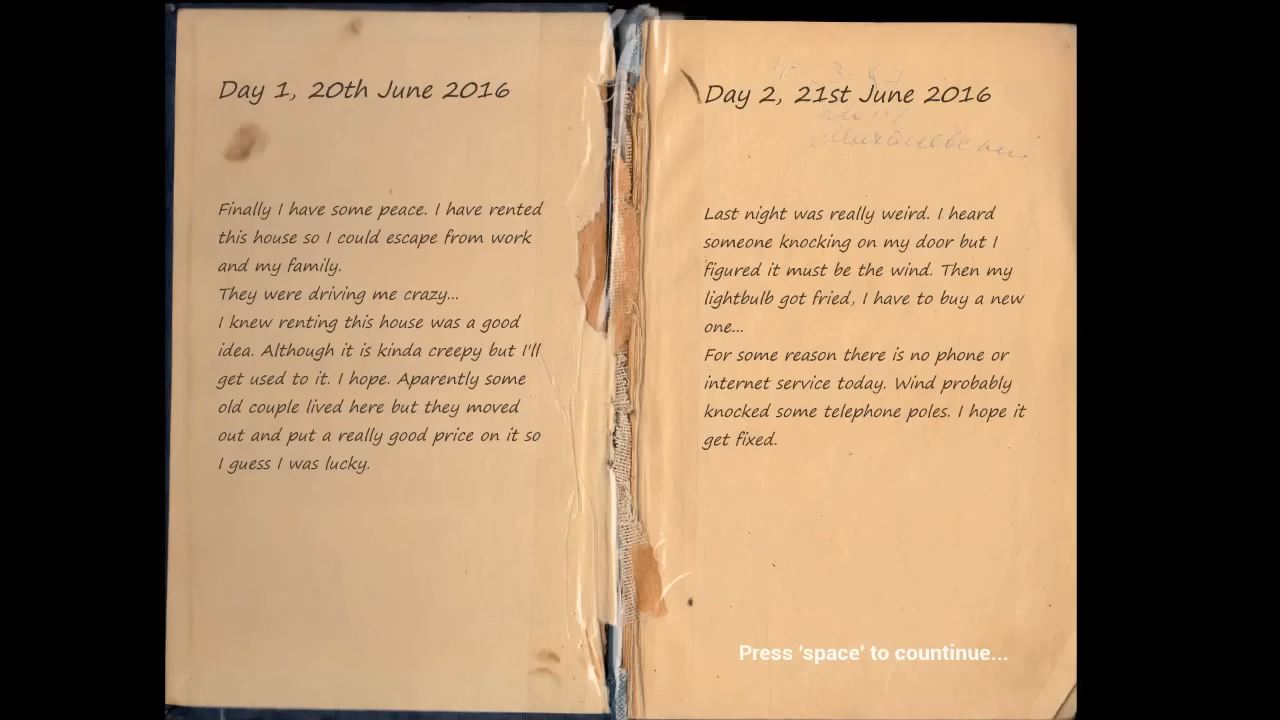 Day 1, 20th June 2016
Finally I have some peace. I have rented
this house so I could escape from work
and my family.
They were driving me crazy...
I knew renting this house was a good
idea. Although it is kinda creepy but I'll
get used to it. I hope. Aparently some
old couple lived here but they moved
out and put a really good price on it so
I guess I was lucky.
Day 2, 21st June 2016
Last night was really weird. I heard
someone knocking on my door but I
figured it must be the wind. Then my
lightbulb got fried, I have to buy a new
one...
For some reason there is no phone or
internet service today. Wind probably
knocked some telephone poles. I hope it
get fixed.
Press 'space' to countinue...